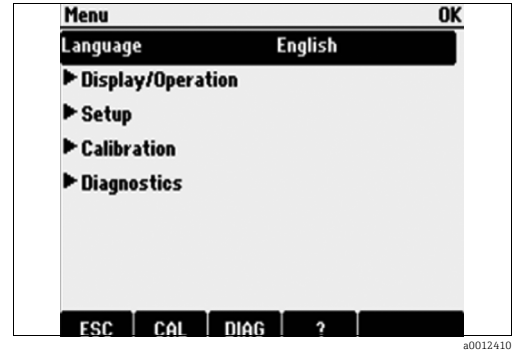 Menu OK
Language English
▶ Display/Operation
▶ Setup
▶ Calibration
▶ Diagnostics
ESC CAL DIAG ?
a0012410